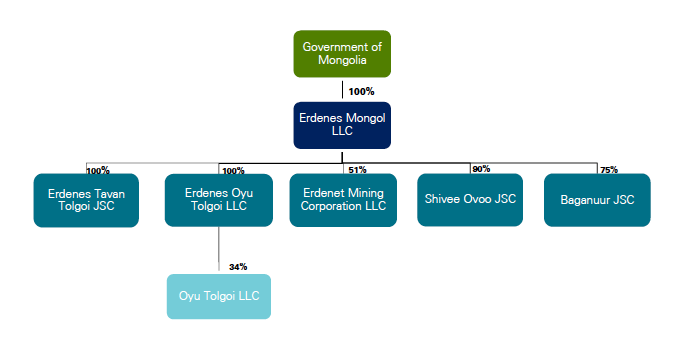 Government of
Mongolia
100%
Erdenes Mongol
LLC
100%
100%
51%
90%
75%
Erdenes Tavan
Tolgoi JSC
Erdenes Oyu
Tolgoi LLC
Erdenet Mining
Corporation LLC
Shivee Ovoo JSC
Baganuur JSC
34%
Oyu Tolgoi LLC